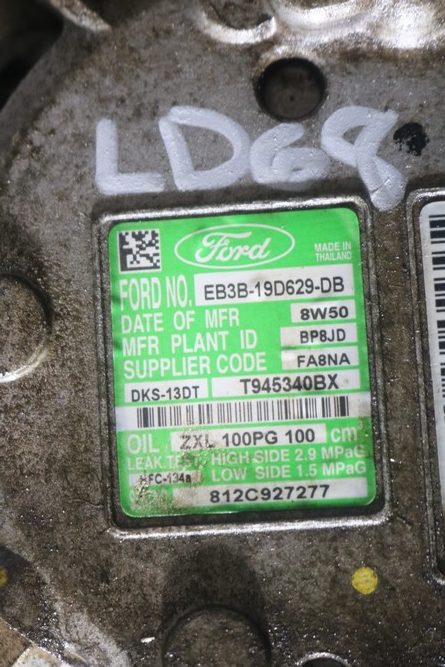 LD68
Ford
MADE IN
THAILAND
FORD NO. EB3B-19D629-DB
DATE OF MFR 8W50
MFR PLANT ID BP8JD
SUPPLIER CODE FA8NA
DKS-13DT T945340BX
OIL ZXL 100PG 100 cm³
LEAK TEST HIGH SIDE 2.9 MPaG
HFC-134a LOW SIDE 1.5 MPaG
812C927277